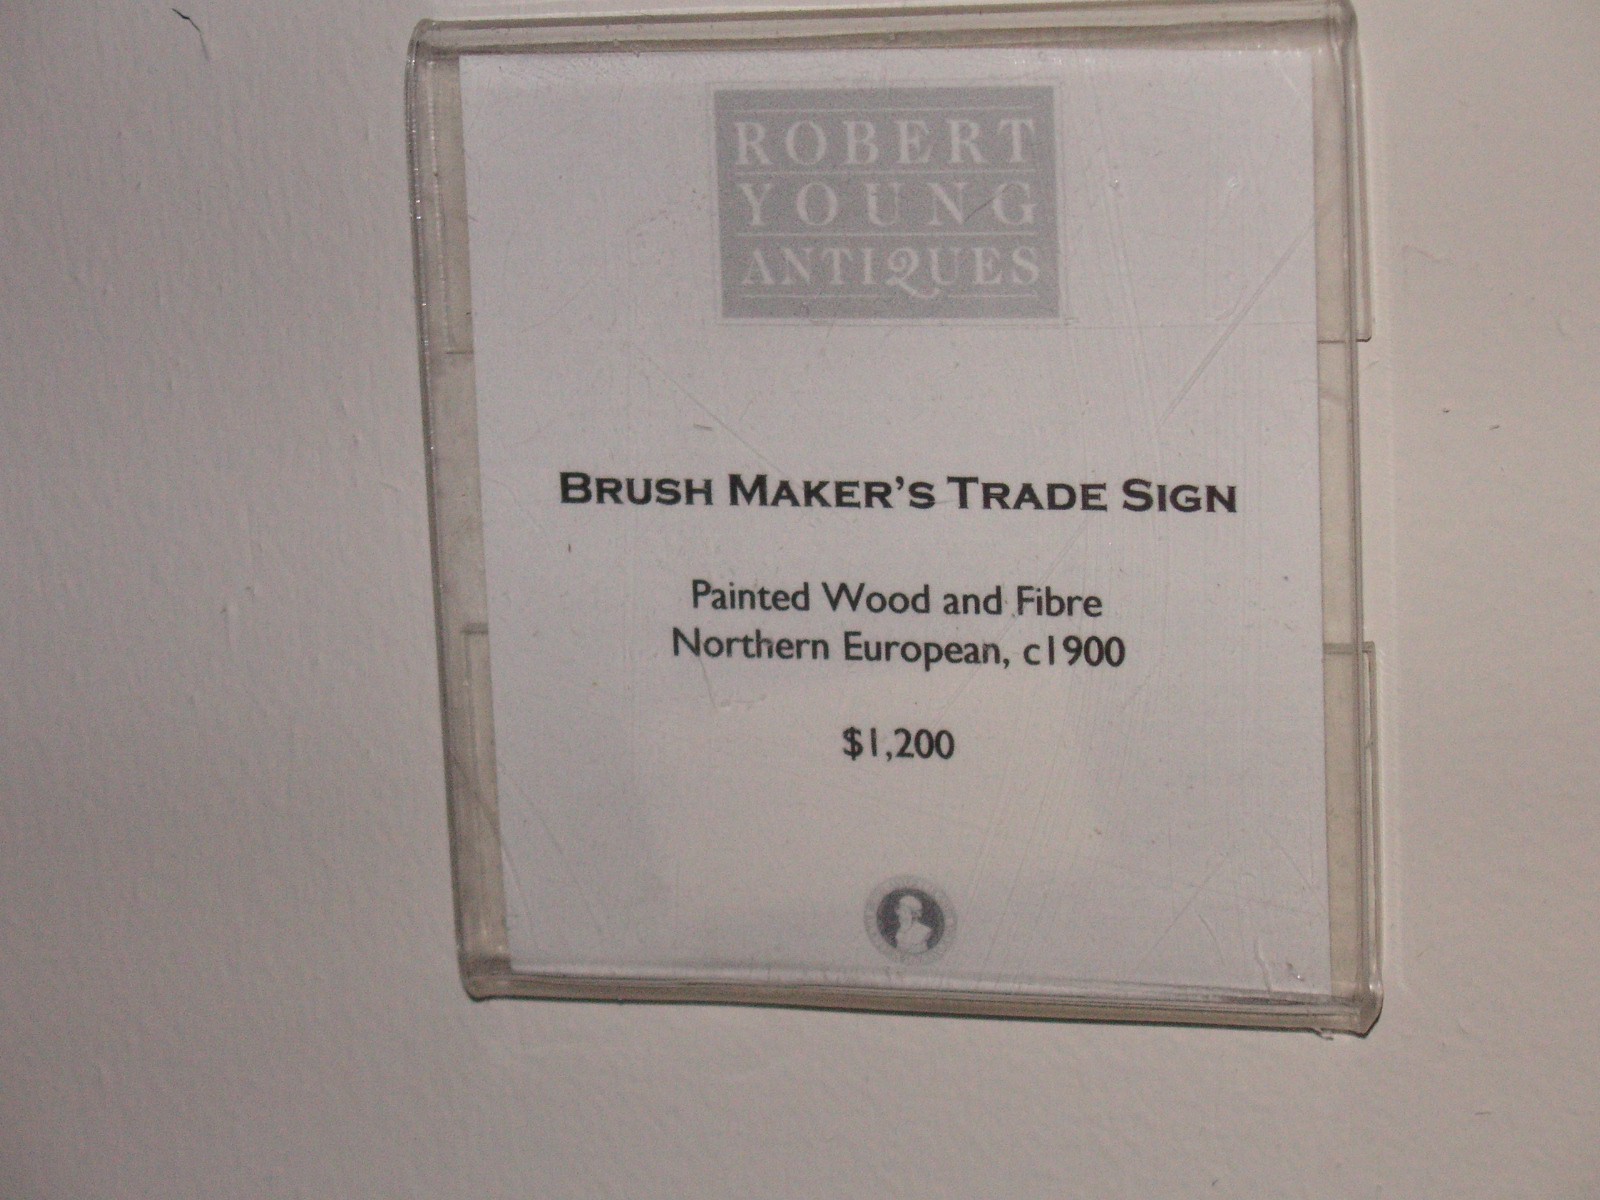 ROBERT
YOUNG
ANTIQUES
BRUSH MAKER'S TRADE SIGN
Painted Wood and Fibre
Northern European, c1900
$1,200